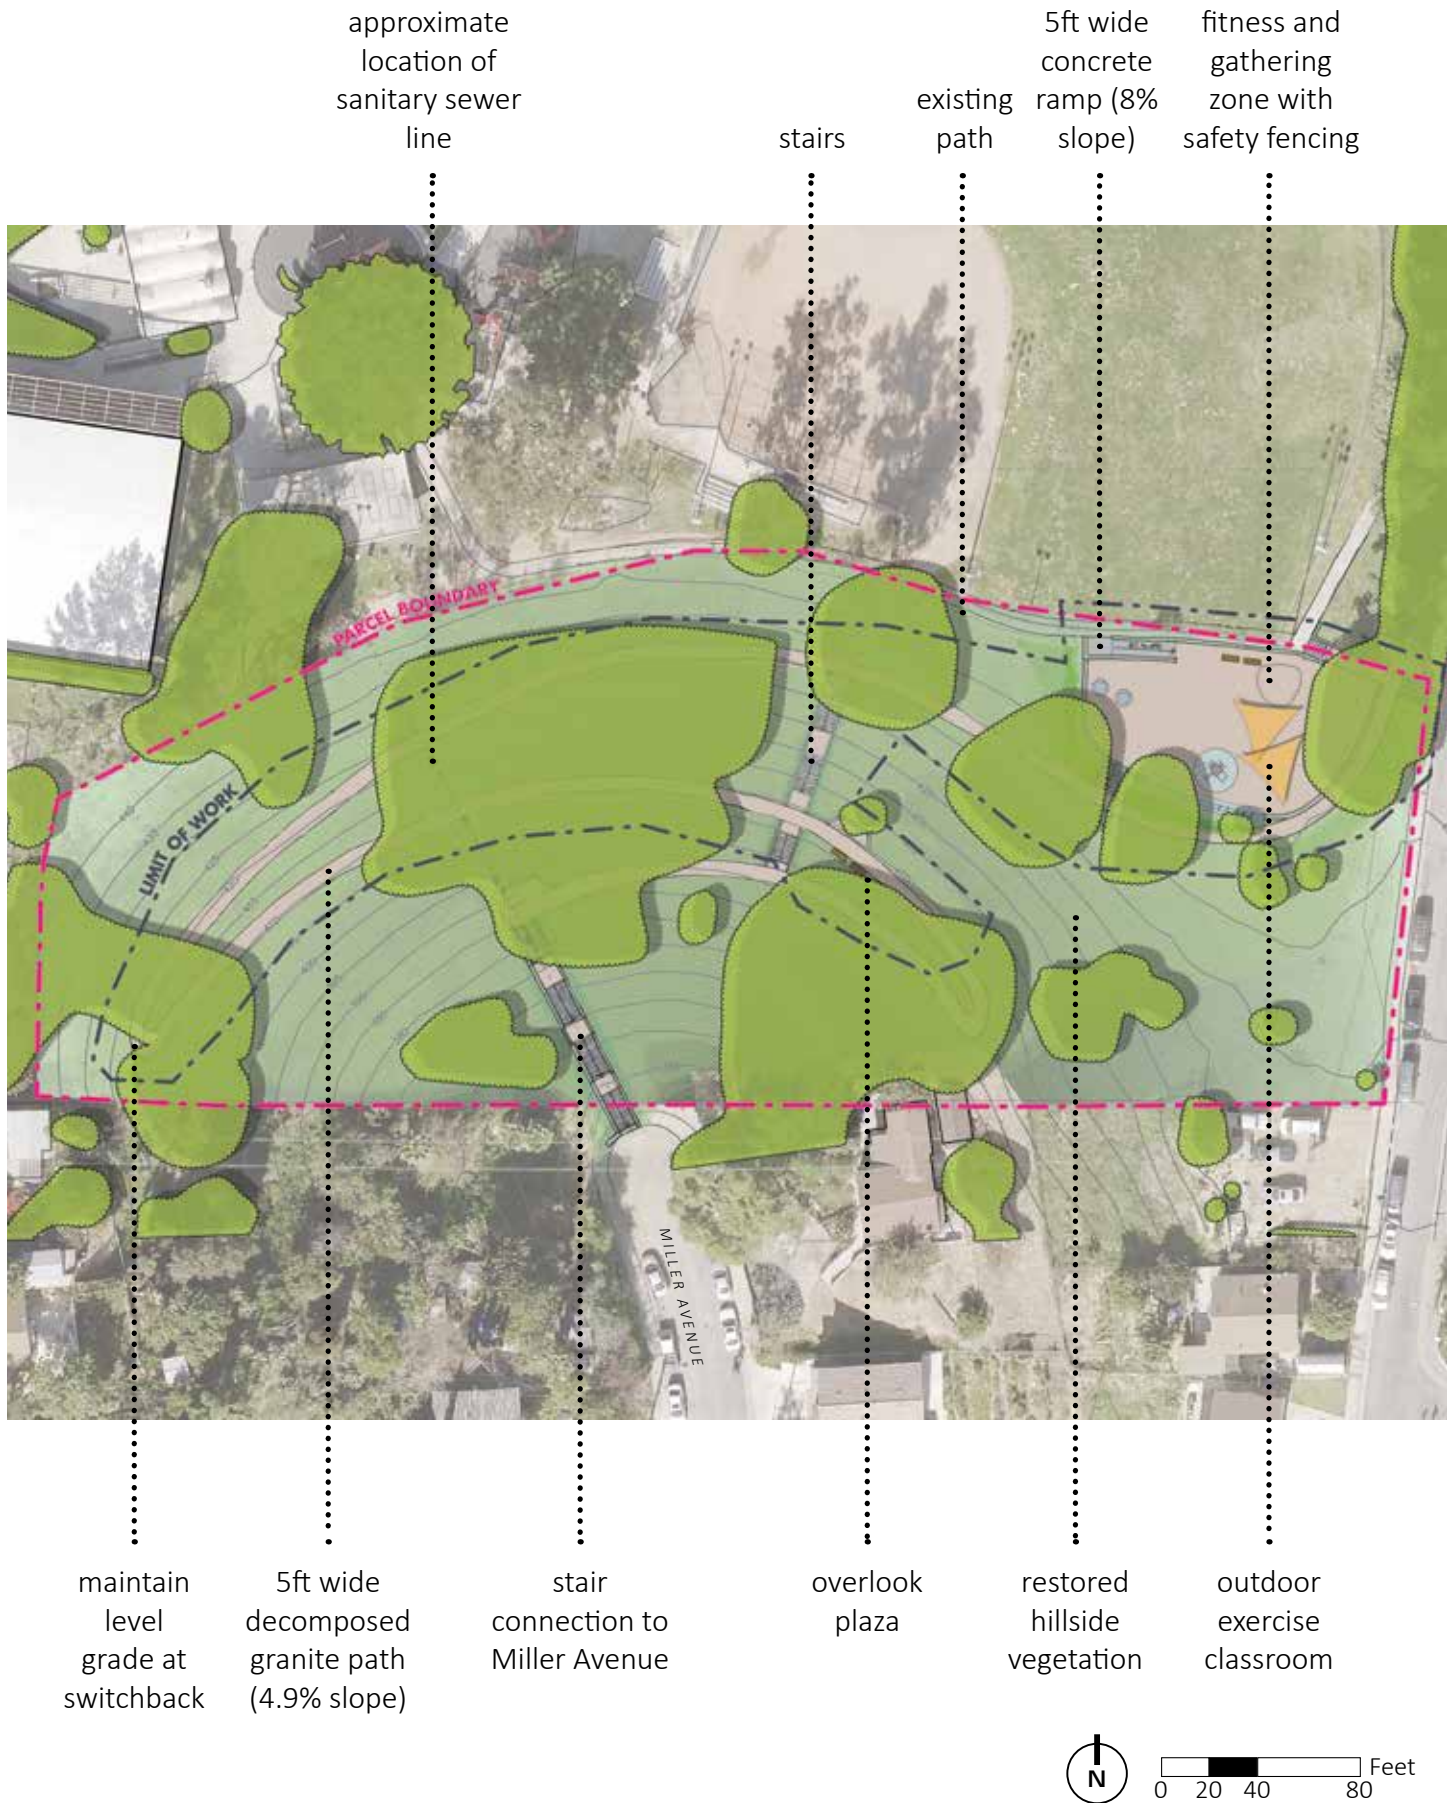 approximate
location of
sanitary sewer
line
stairs
existing
path
5ft wide
concrete
ramp (8%
slope)
fitness and
gathering
zone with
safety fencing
PARCEL BOUNDARY
LIMIT OF WORK
MILLER AVENUE
maintain
level
grade at
switchback
5ft wide
decomposed
granite path
(4.9% slope)
stair
connection to
Miller Avenue
overlook
plaza
restored
hillside
vegetation
outdoor
exercise
classroom
N
0 20 40 80 Feet